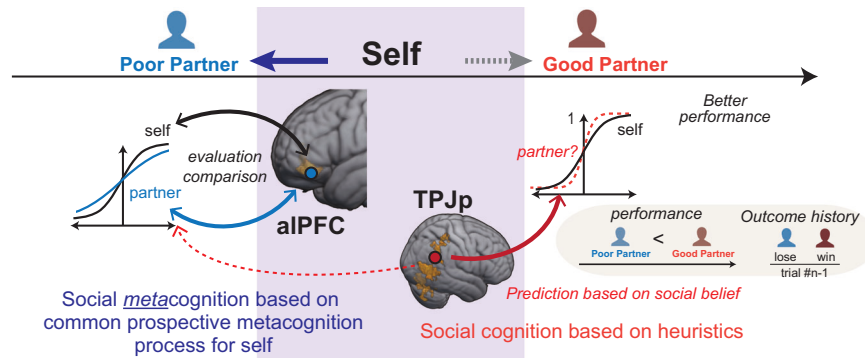 Self
Poor Partner
Good Partner
Better
performance
self
partner
evaluation
comparison
aIPFC
TPJp
1
self
partner?
performance
Poor Partner
<
Good Partner
Outcome history
lose
win
trial #n-1
Prediction based on social belief
Social metacognition based on
common prospective metacognition
process for self
Social cognition based on heuristics